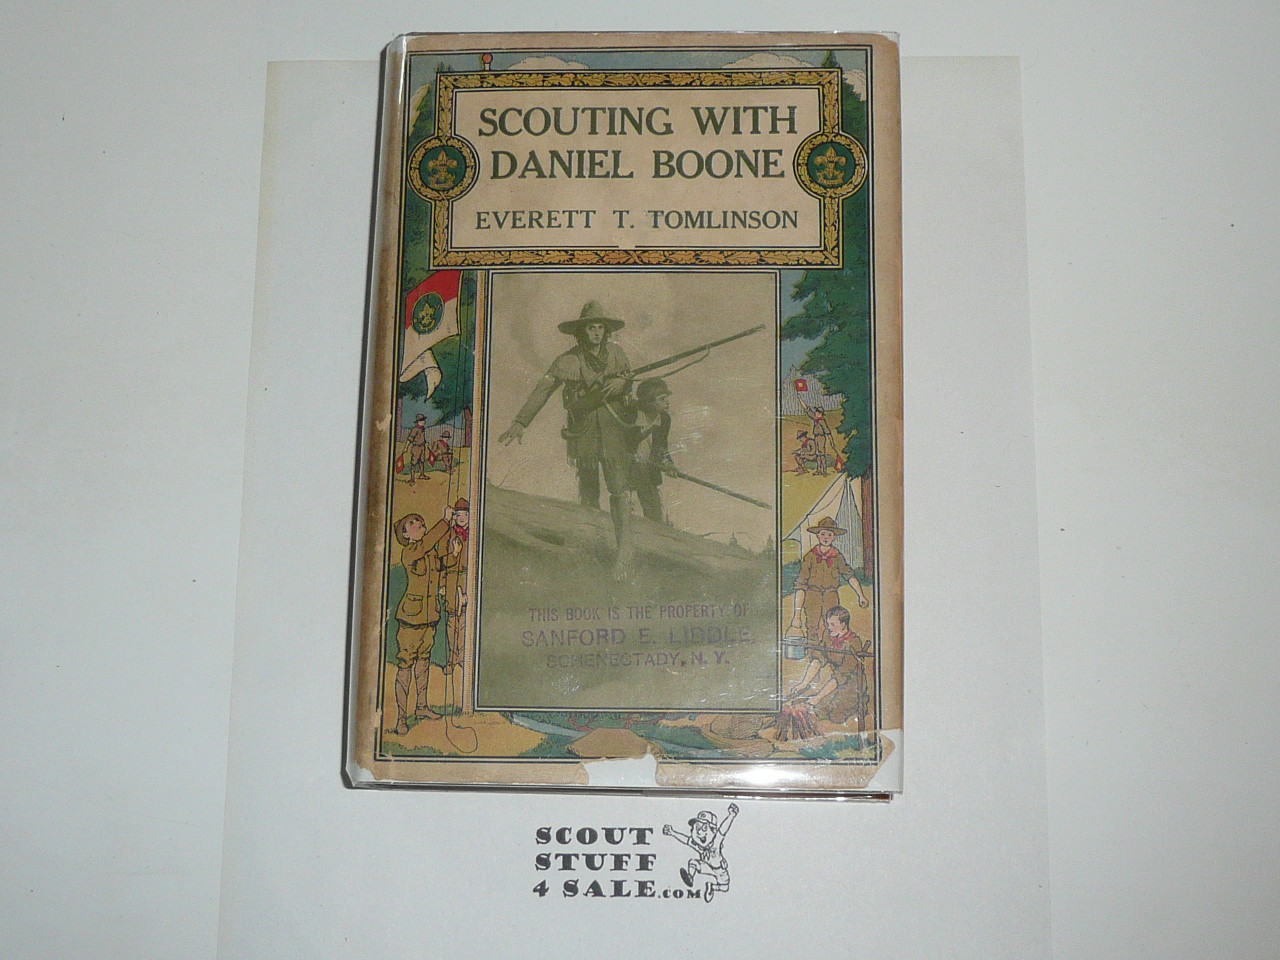 SCOUTING WITH
DANIEL BOONE
EVERETT T. TOMLINSON
THIS BOOK IS THE PROPERTY OF
SANFORD E. LIDDLE,
SCHENECTADY, N. Y.
SCOUT
STUFF
4 SALE.COM